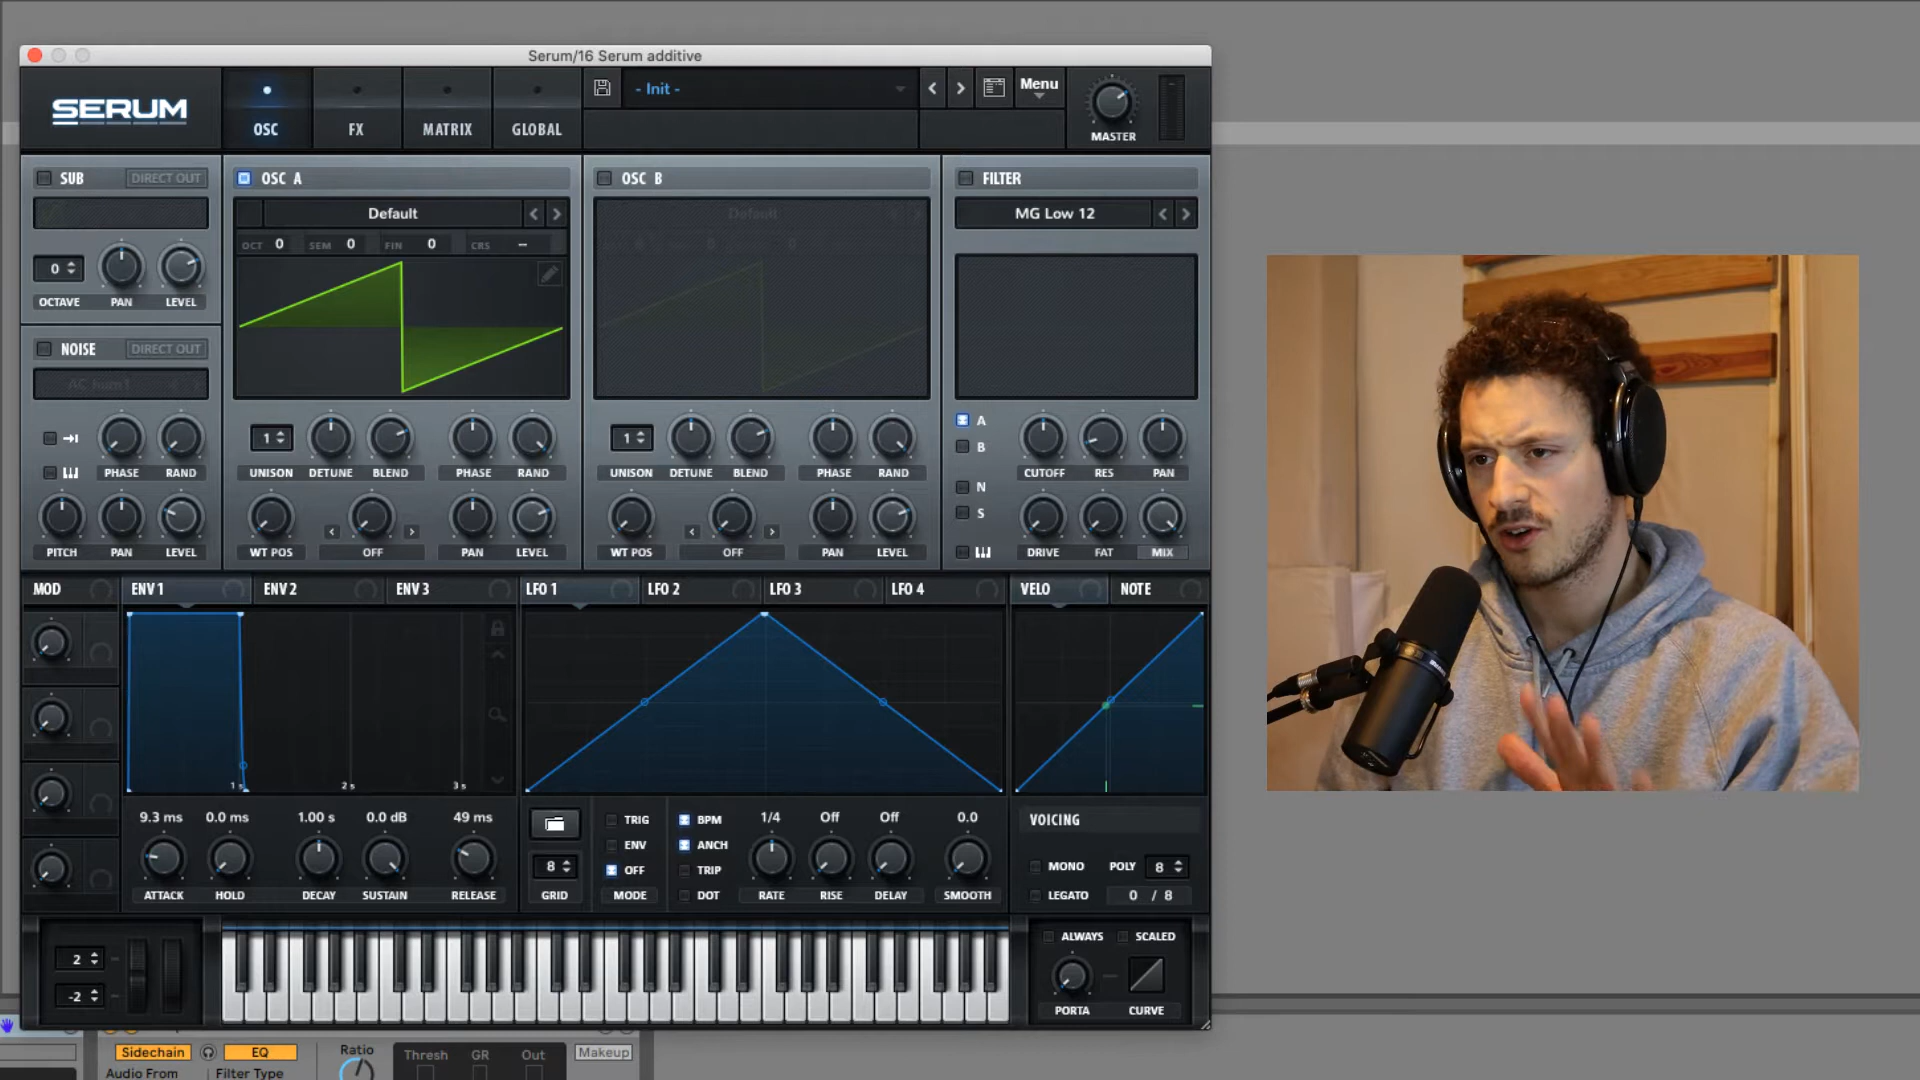 Serum/16 Serum additive
SERUM
OSC
FX
MATRIX
GLOBAL
- Init -
Menu
MASTER
SUB
DIRECT OUT
0
OCTAVE
PAN
LEVEL
NOISE
DIRECT OUT
AC hum1
PHASE
RAND
PITCH
PAN
LEVEL
OSC A
Default
OCT 0 SEM 0 FIN 0 CRS --
1
UNISON
DETUNE
BLEND
PHASE
RAND
WT POS
OFF
PAN
LEVEL
OSC B
Default
1
UNISON
DETUNE
BLEND
PHASE
RAND
WT POS
OFF
PAN
LEVEL
FILTER
MG Low 12
A
B
N
S
CUTOFF
RES
PAN
DRIVE
FAT
MIX
MOD
ENV 1
ENV 2
ENV 3
LFO 1
LFO 2
LFO 3
LFO 4
VELO
NOTE
1 s
2 s
3 s
9.3 ms 0.0 ms 1.00 s 0.0 dB 49 ms
ATTACK HOLD DECAY SUSTAIN RELEASE
8
GRID
TRIG
ENV
OFF
MODE
BPM
ANCH
TRIP
DOT
1/4 Off Off 0.0
RATE RISE DELAY SMOOTH
VOICING
MONO POLY 8
LEGATO 0 / 8
2
-2
ALWAYS SCALED
PORTA CURVE
Sidechain EQ
Audio From Filter Type
Ratio
Thresh GR Out
Makeup